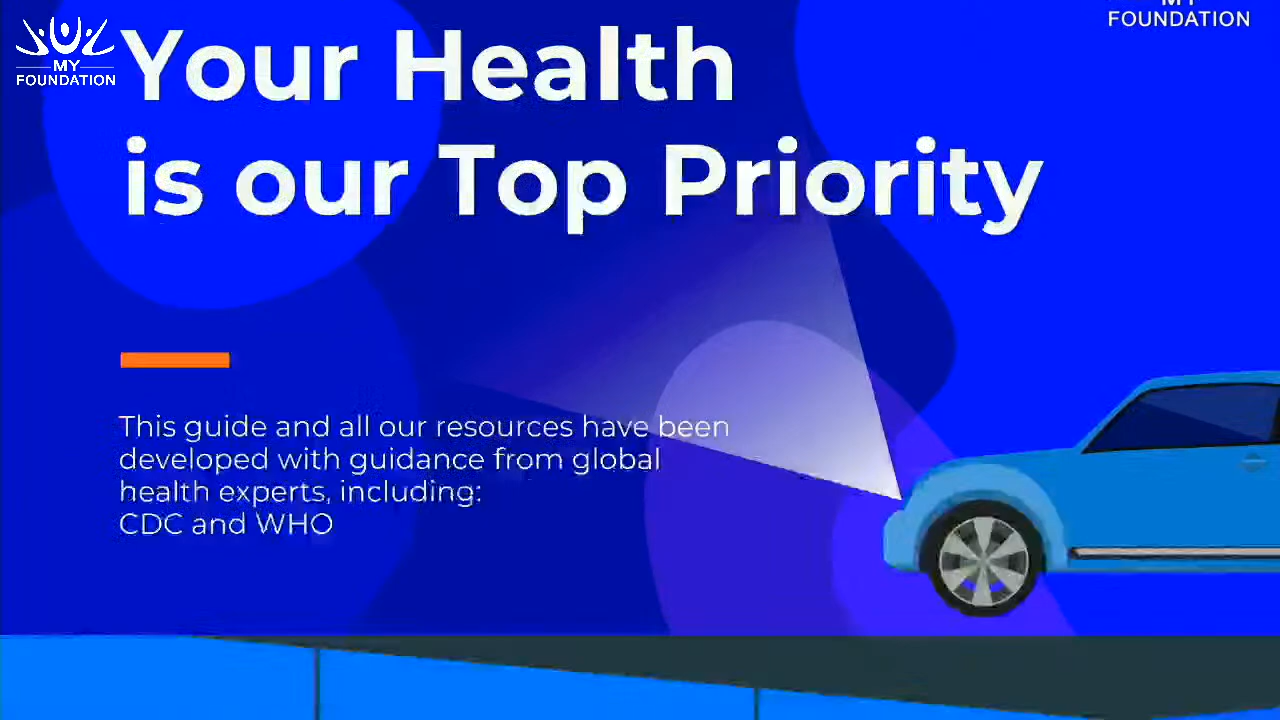 MY
FOUNDATION
MY
FOUNDATION
Your Health
is our Top Priority
This guide and all our resources have been
developed with guidance from global
health experts, including:
CDC and WHO